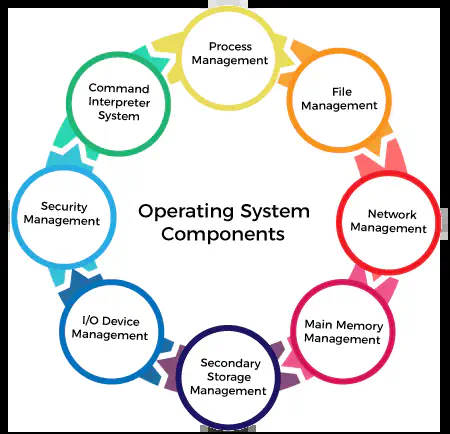 Process
Management
File
Management
Network
Management
Main Memory
Management
Secondary
Storage
Management
I/O Device
Management
Security
Management
Command
Interpreter
System
Operating System
Components